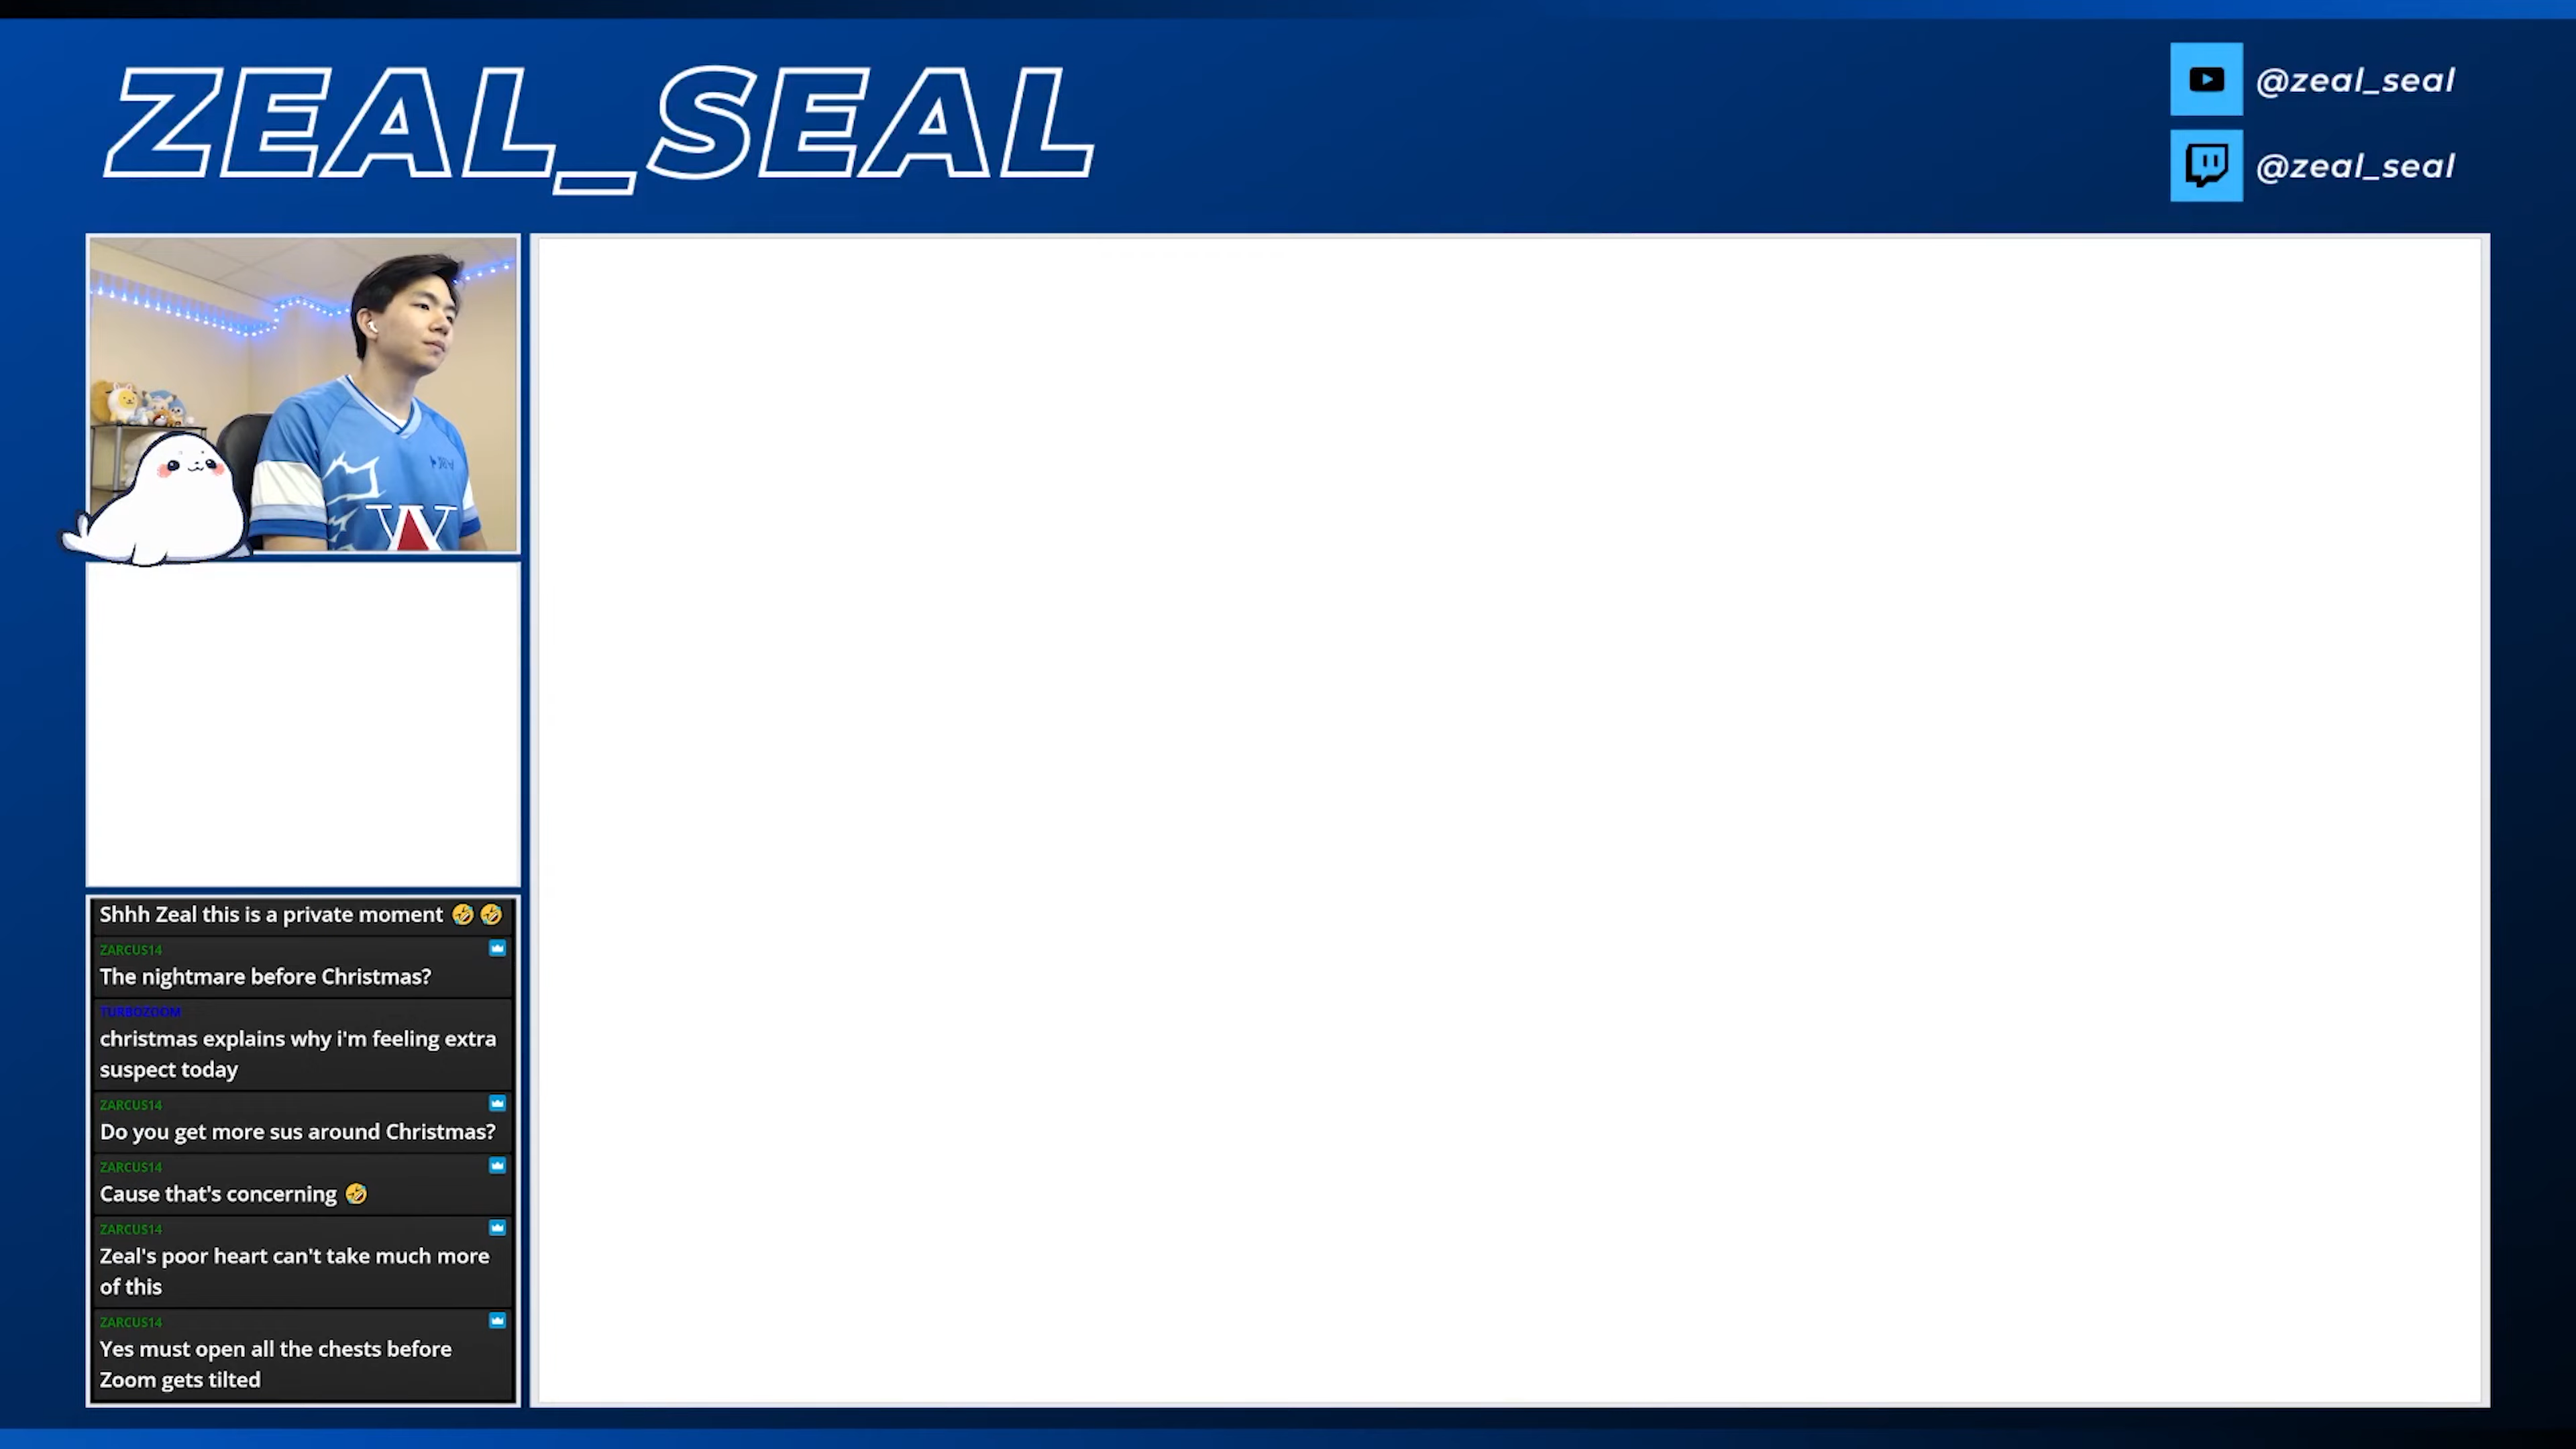 ZEAL_SEAL
@zeal_seal
@zeal_seal
Shhh Zeal this is a private moment 🤣 🤣
ZARCUS14
The nightmare before Christmas?
TURBOZOOM
christmas explains why i'm feeling extra
suspect today
ZARCUS14
Do you get more sus around Christmas?
ZARCUS14
Cause that's concerning 🤣
ZARCUS14
Zeal's poor heart can't take much more
of this
ZARCUS14
Yes must open all the chests before
Zoom gets tilted